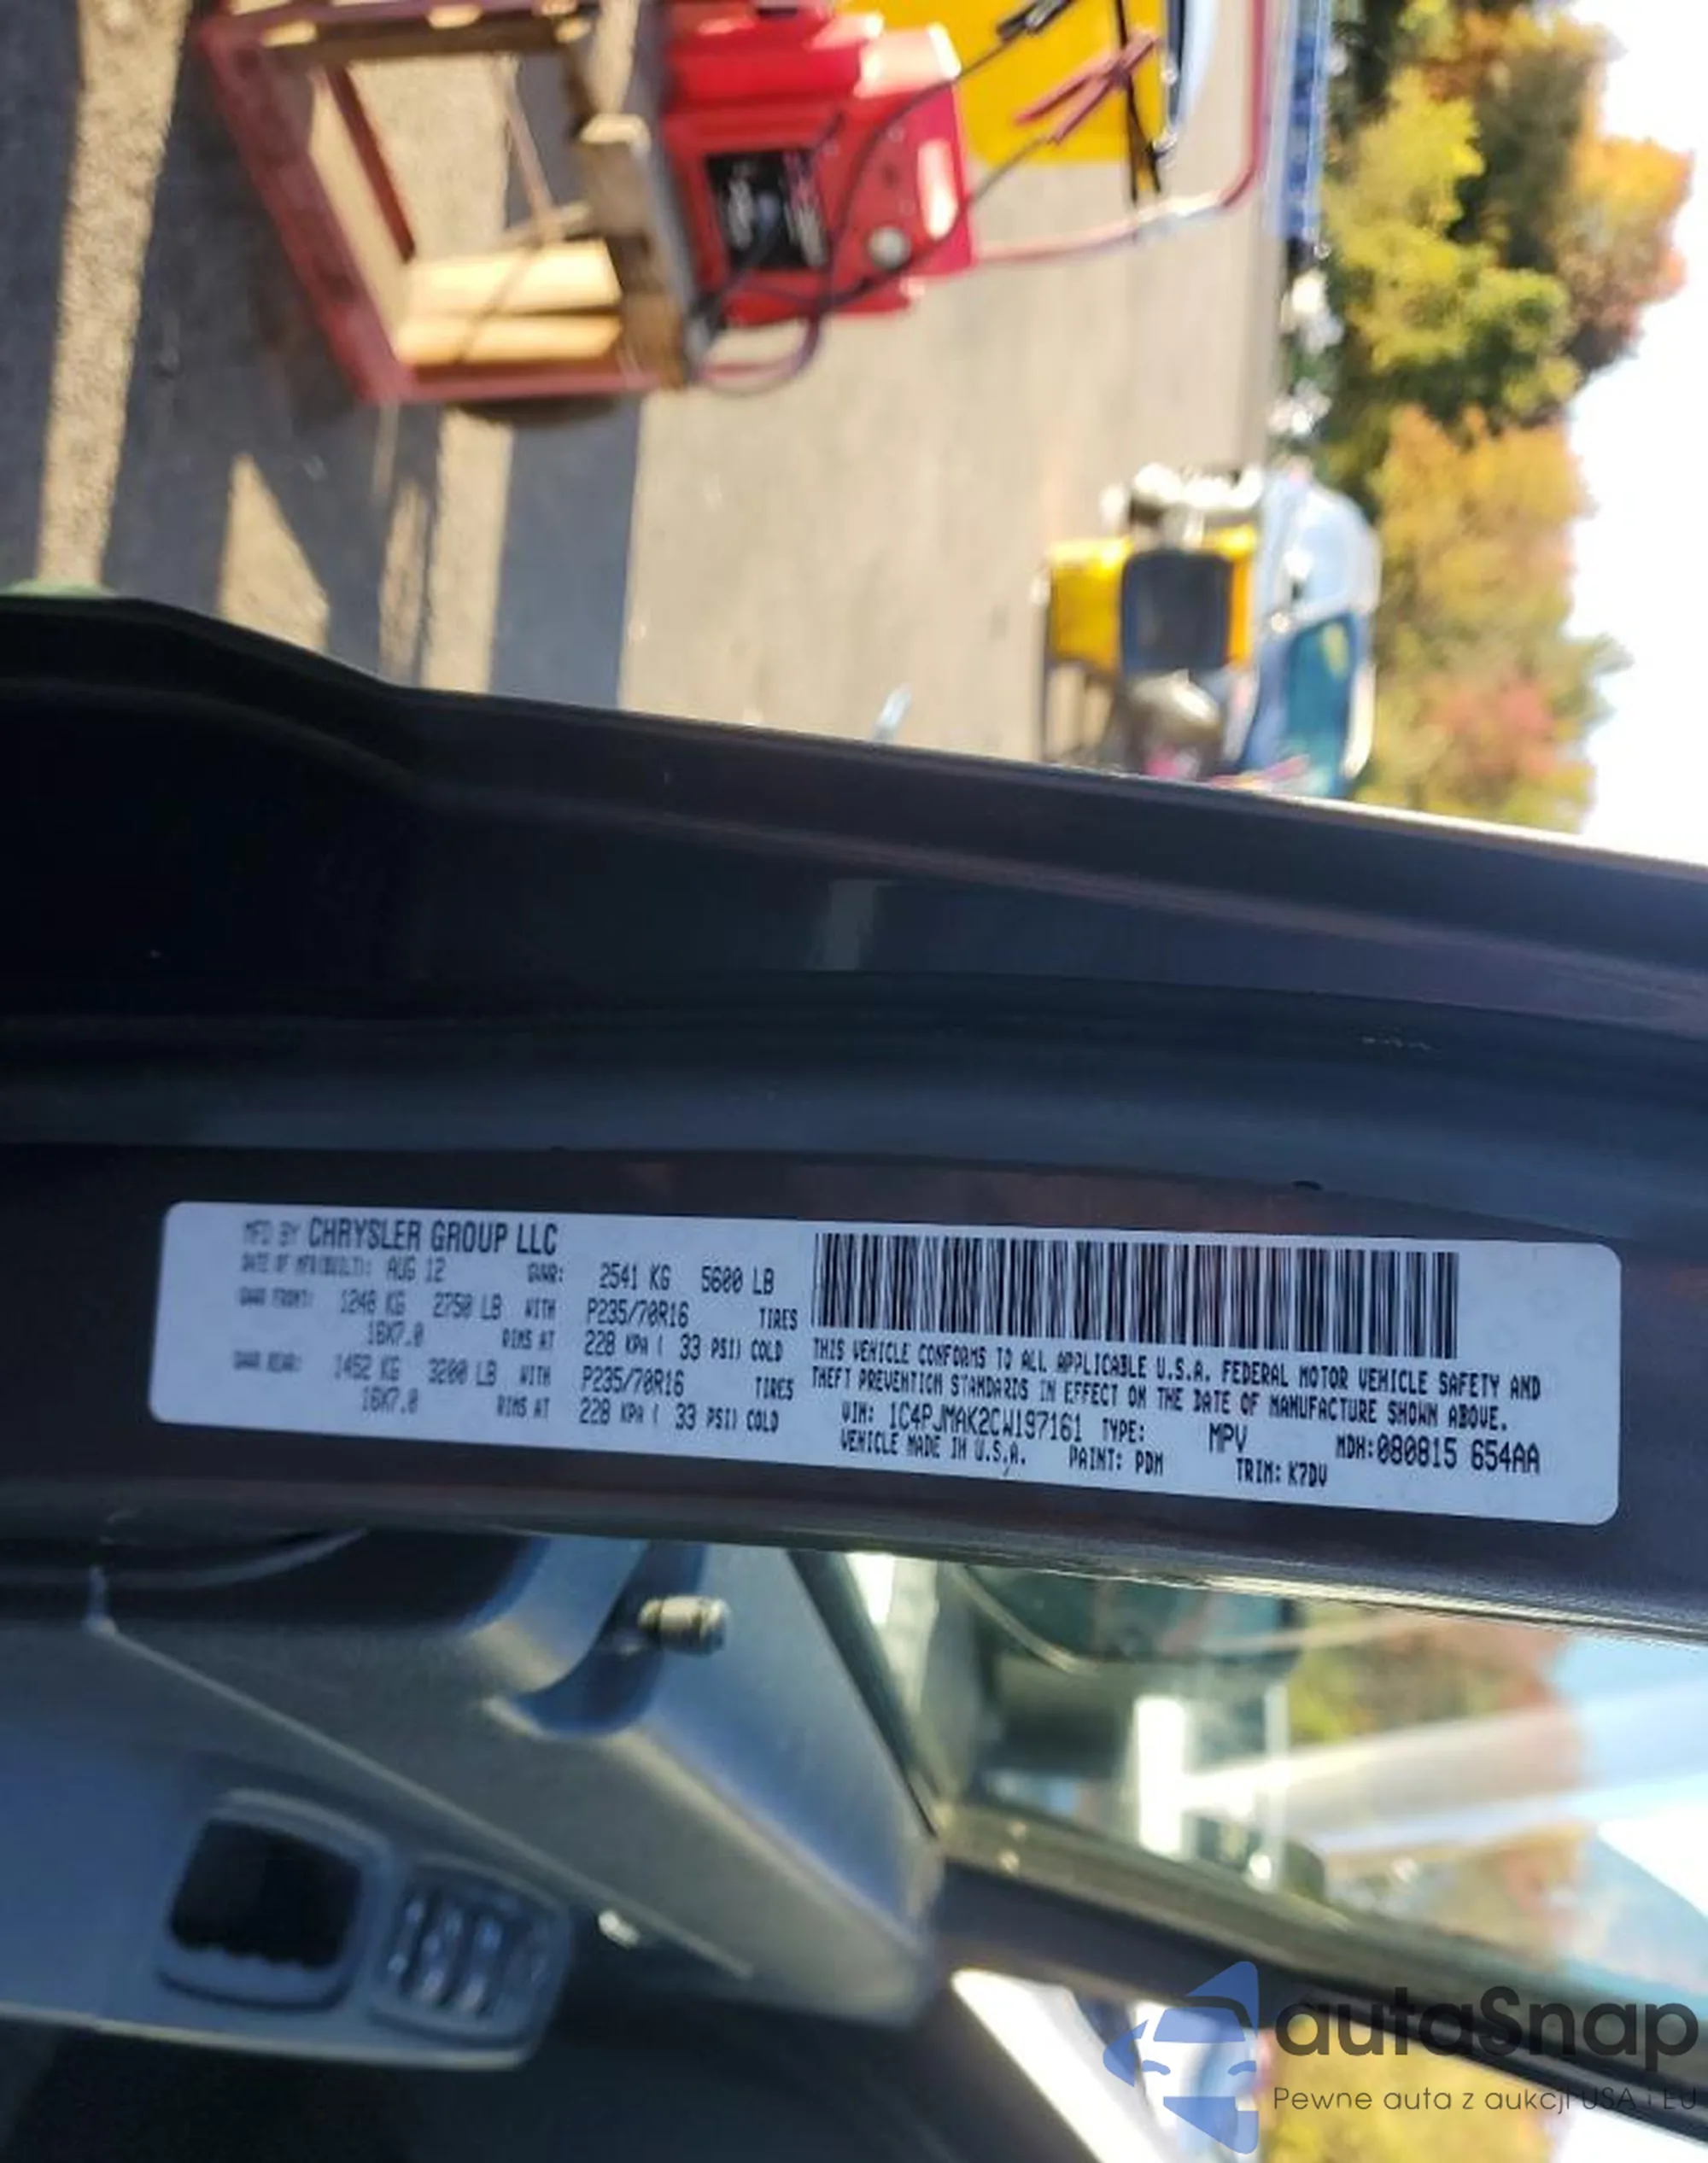 MFD BY CHRYSLER GROUP LLC
DATE OF MFR(BUILT): AUG 12 GVWR: 2541 KG 5600 LB
GAWR FRONT: 1248 KG 2750 LB WITH P235/70R16 TIRES
16X7.0 RIMS AT 228 KPA ( 33 PSI) COLD
GAWR REAR: 1452 KG 3200 LB WITH P235/70R16 TIRES
16X7.0 RIMS AT 228 KPA ( 33 PSI) COLD
THIS VEHICLE CONFORMS TO ALL APPLICABLE U.S.A. FEDERAL MOTOR VEHICLE SAFETY AND
THEFT PREVENTION STANDARDS IN EFFECT ON THE DATE OF MANUFACTURE SHOWN ABOVE.
VIN: 1C4PJMAK2CW197161 TYPE: MPV MDH:080815 654AA
VEHICLE MADE IN U.S.A. PAINT: PDM TRIM: K7DV
autaSnap
Pewne auta z aukcji USA i EU